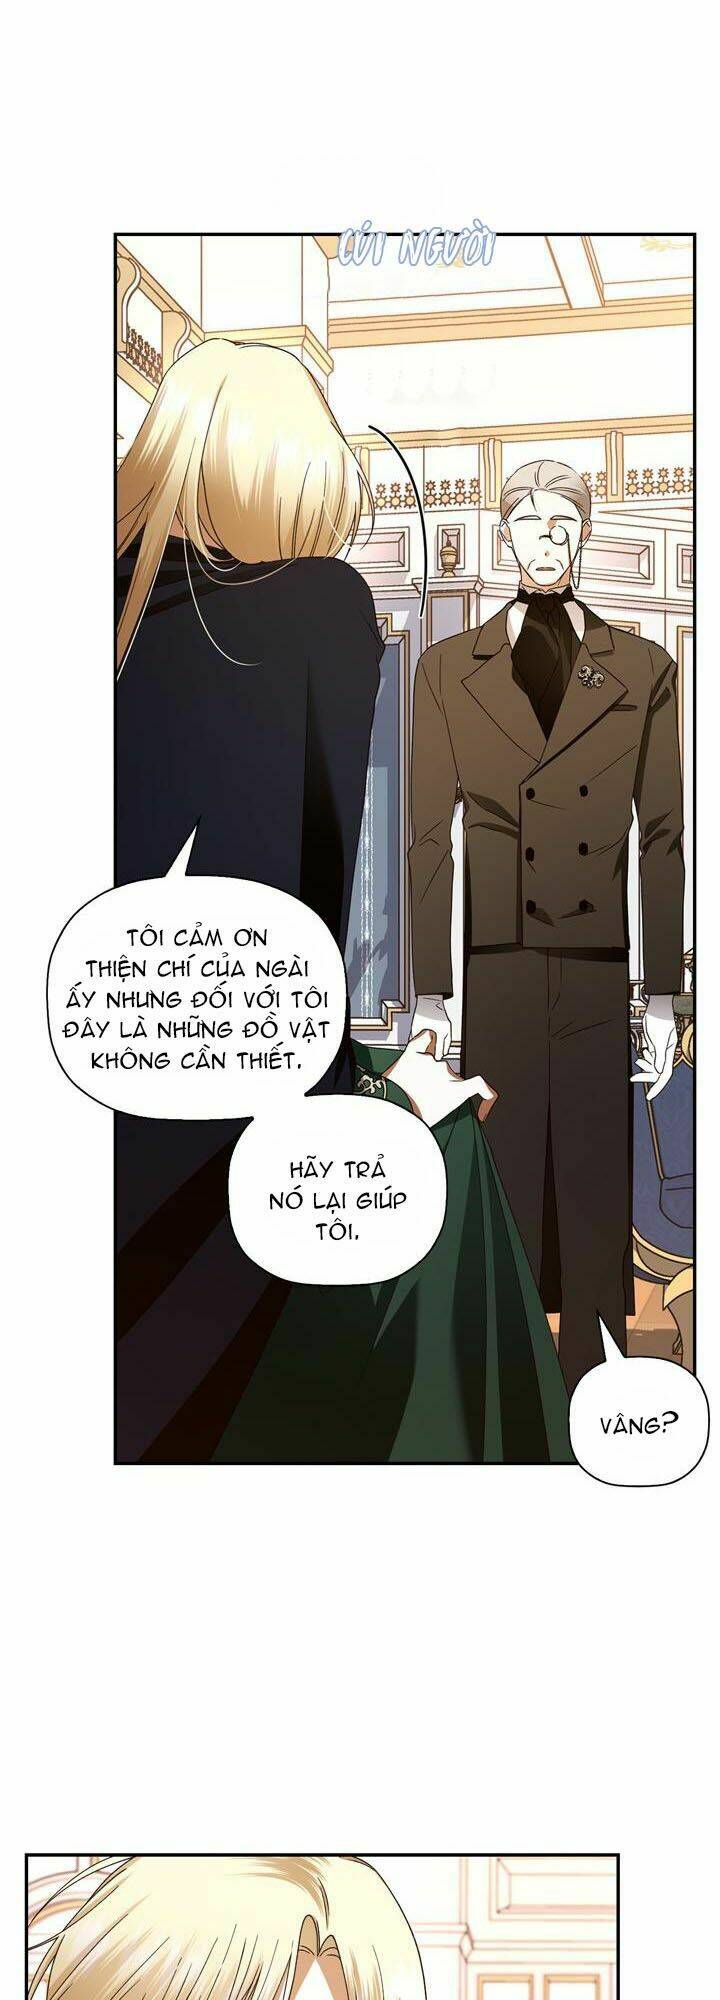 CÚI NGƯỜI
TÔI CẢM ƠN
THIỆN CHÍ CỦA NGÀI
ẤY NHƯNG ĐỐI VỚI TÔI
ĐÂY LÀ NHỮNG ĐỒ VẬT
KHÔNG CẦN THIẾT.
HÃY TRẢ
NÓ LẠI GIÚP
TÔI.
VÂNG?